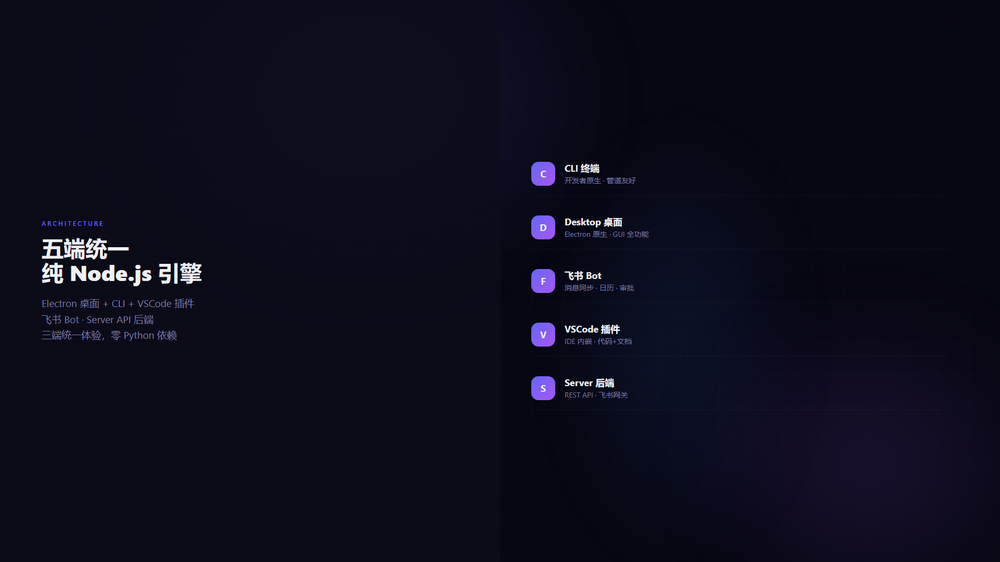 ARCHITECTURE
五端统一
纯 Node.js 引擎
Electron 桌面 + CLI + VSCode 插件
飞书 Bot · Server API 后端
三端统一体验，零 Python 依赖
C
CLI 终端
开发者原生 · 管道友好
D
Desktop 桌面
Electron 原生 · GUI 全功能
F
飞书 Bot
消息同步 · 日历 · 审批
V
VSCode 插件
IDE 内嵌 · 代码+文档
S
Server 后端
REST API · 飞书网关